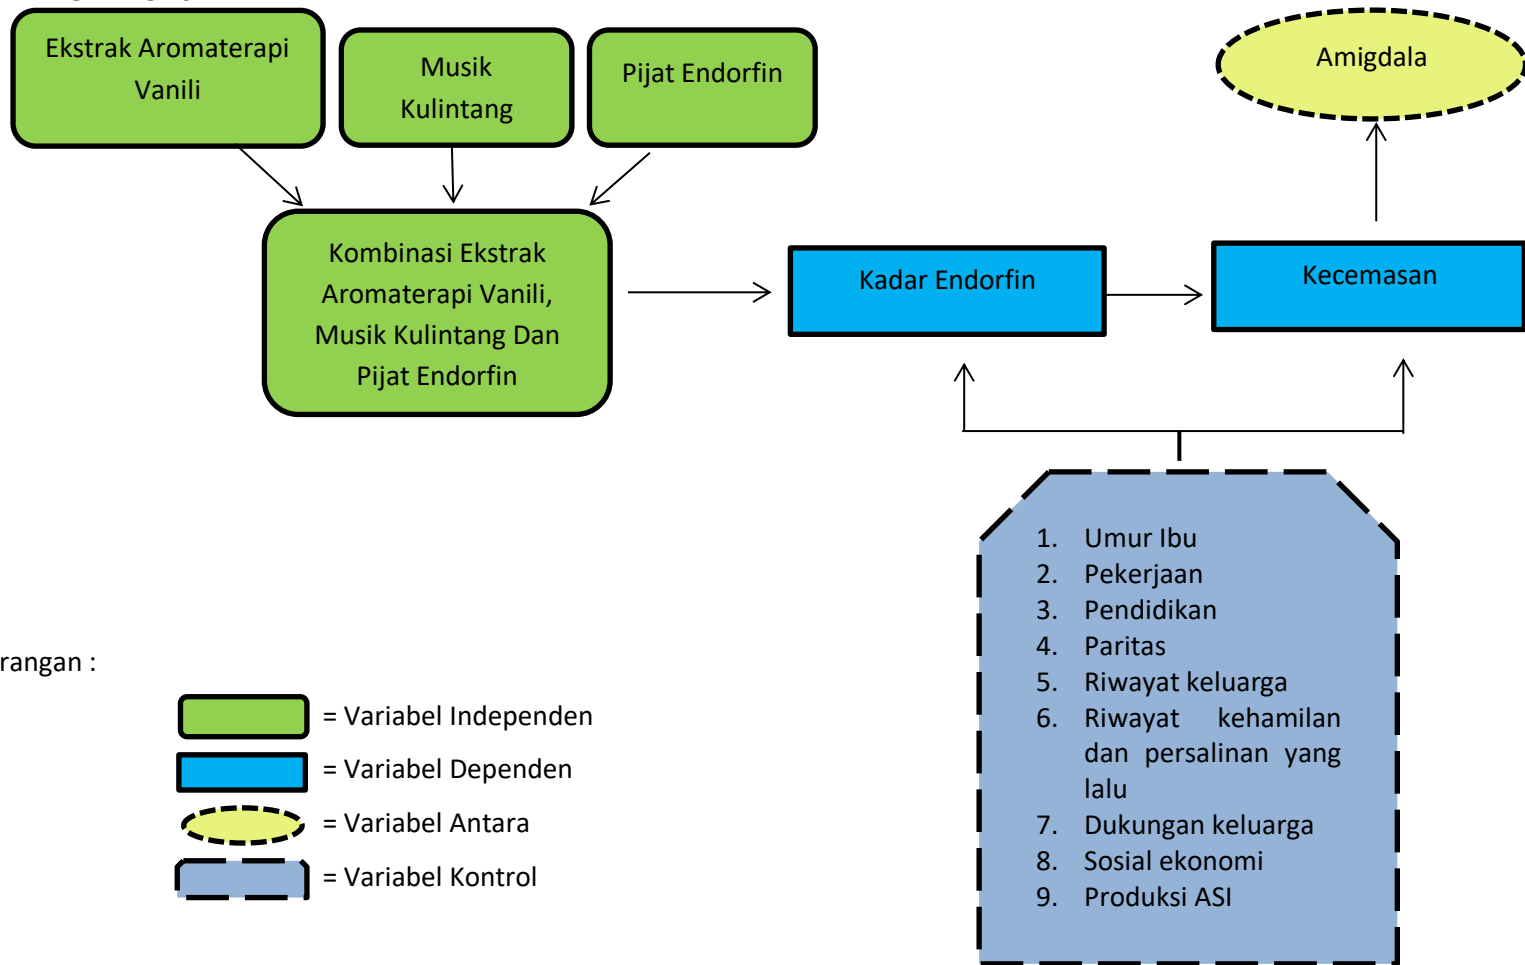 Ekstrak Aromaterapi
Vanili
Musik
Kulintang
Pijat Endorfin
Amigdala
Kombinasi Ekstrak
Aromaterapi Vanili,
Musik Kulintang Dan
Pijat Endorfin
Kadar Endorfin
Kecemasan
1. Umur Ibu
2. Pekerjaan
3. Pendidikan
4. Paritas
5. Riwayat keluarga
6. Riwayat kehamilan
dan persalinan yang
lalu
7. Dukungan keluarga
8. Sosial ekonomi
9. Produksi ASI
rangan :
= Variabel Independen
= Variabel Dependen
= Variabel Antara
= Variabel Kontrol